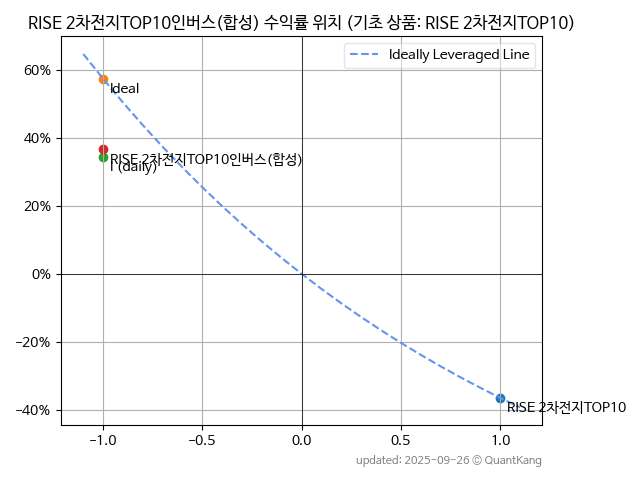 RISE 2차전지TOP10인버스(합성) 수익률 위치 (기초 상품: RISE 2차전지TOP10)
Ideally Leveraged Line
60%
Ideal
40%
RISE 2차전지TOP10인버스(합성)
I (daily)
20%
0%
-20%
-40%
RISE 2차전지TOP10
-1.0
-0.5
0.0
0.5
1.0
updated: 2025-09-26 © QuantKang